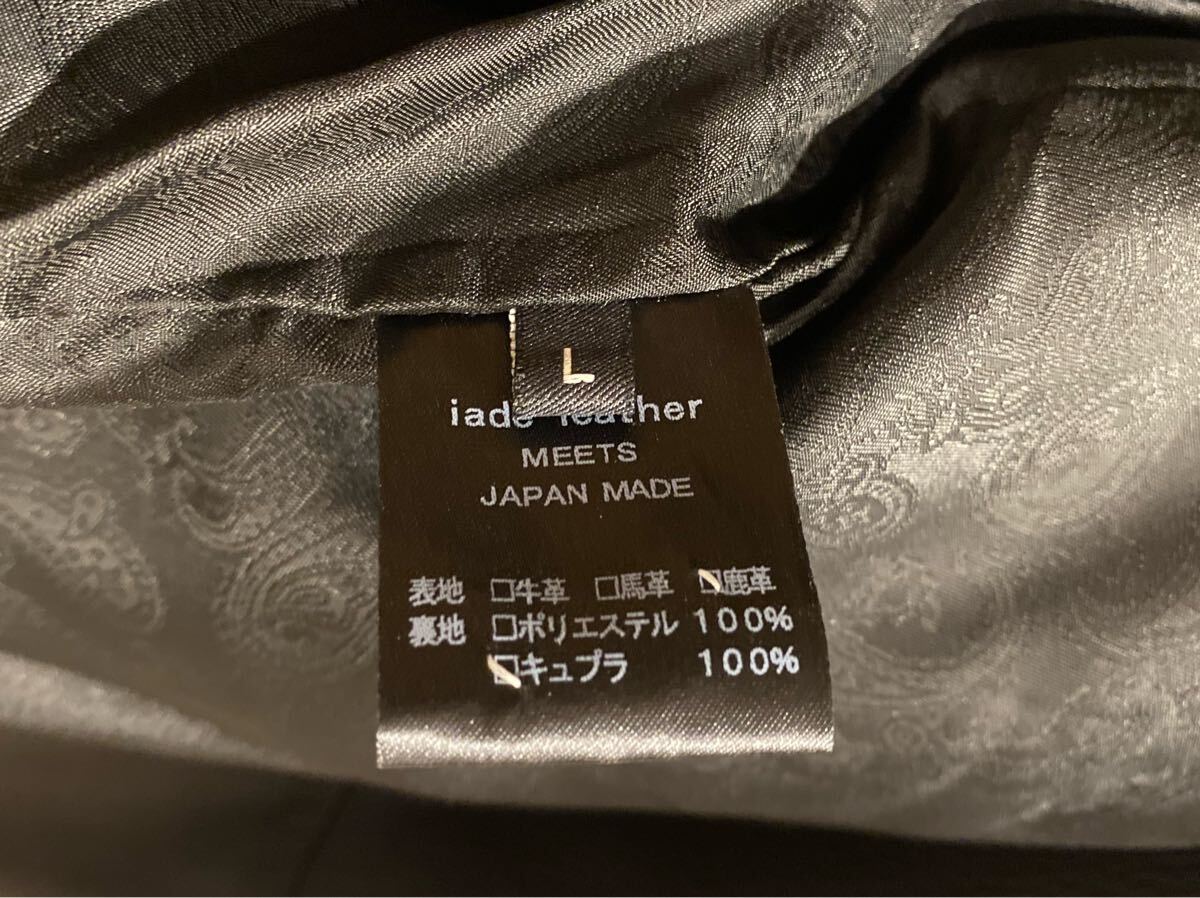 L
iade leather
MEETS
JAPAN MADE
表地 □牛革 □馬革 □鹿革
裏地 □ポリエステル 100%
□キュプラ 100%